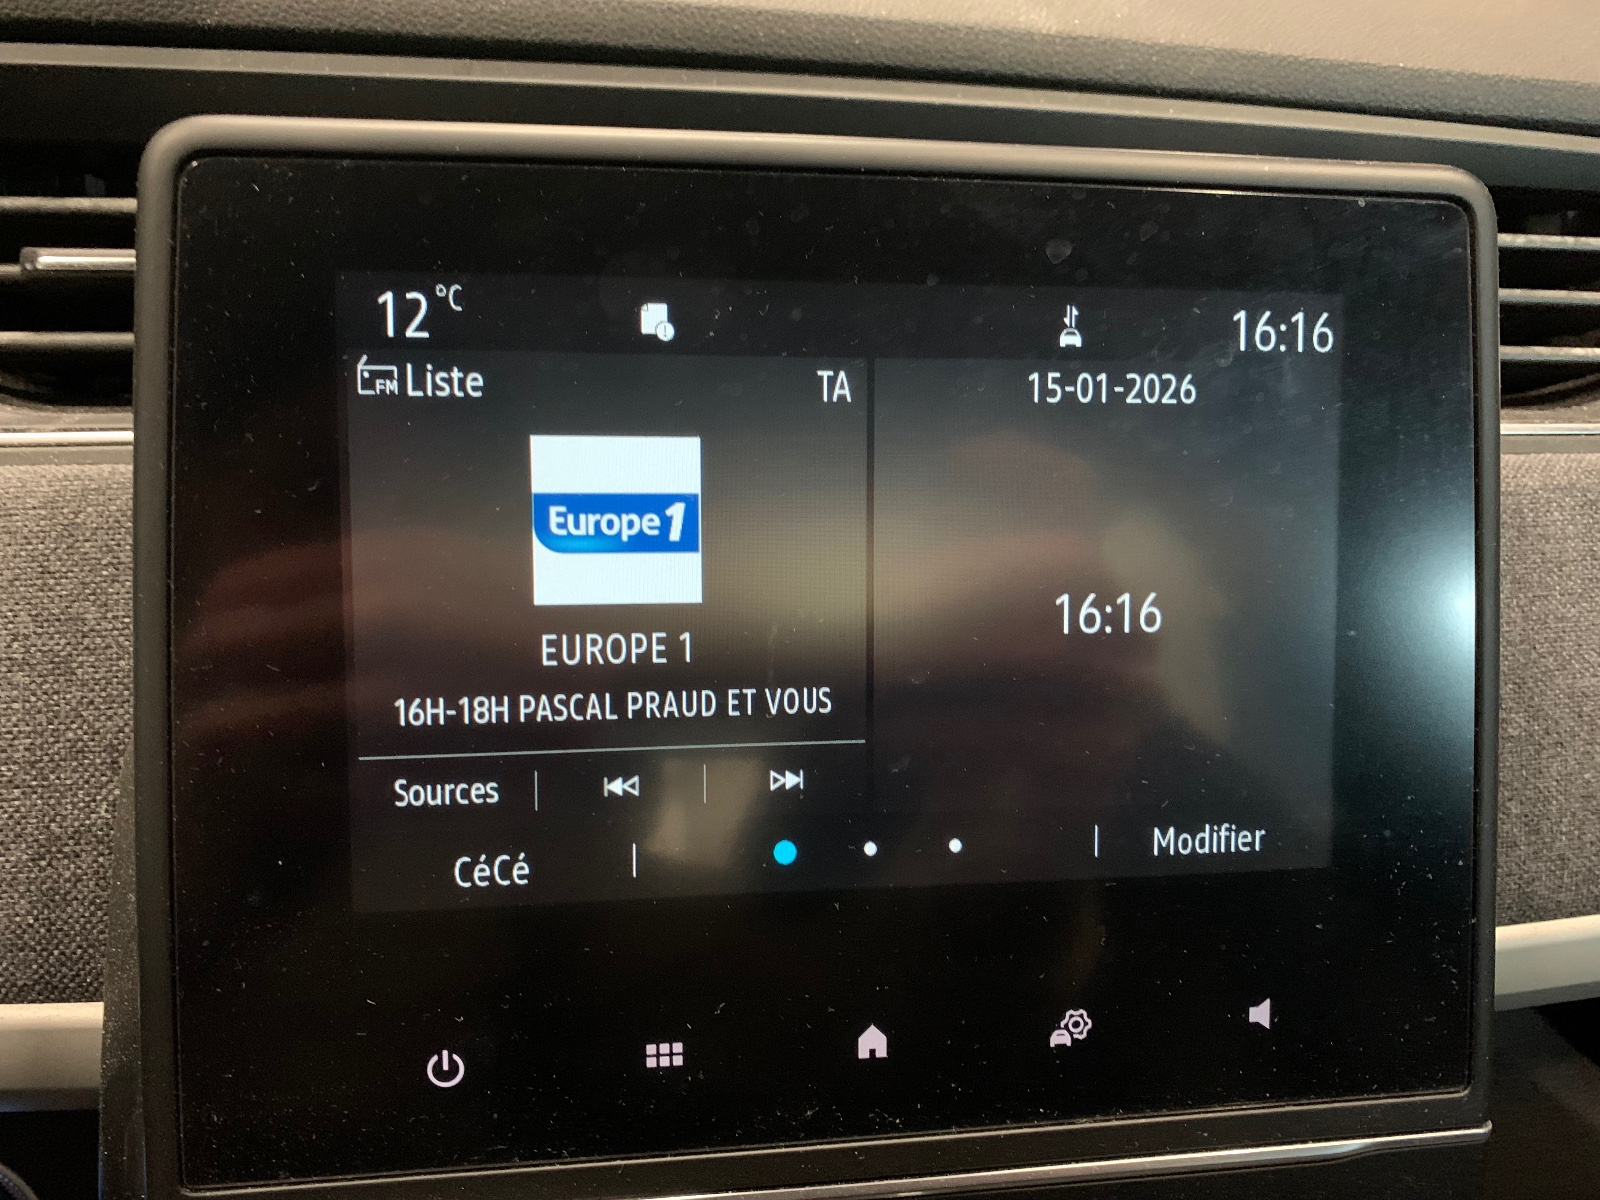 12 °C
16:16
FM Liste
TA
15-01-2026
Europe 1
16:16
EUROPE 1
16H-18H PASCAL PRAUD ET VOUS
Sources
CéCé
Modifier